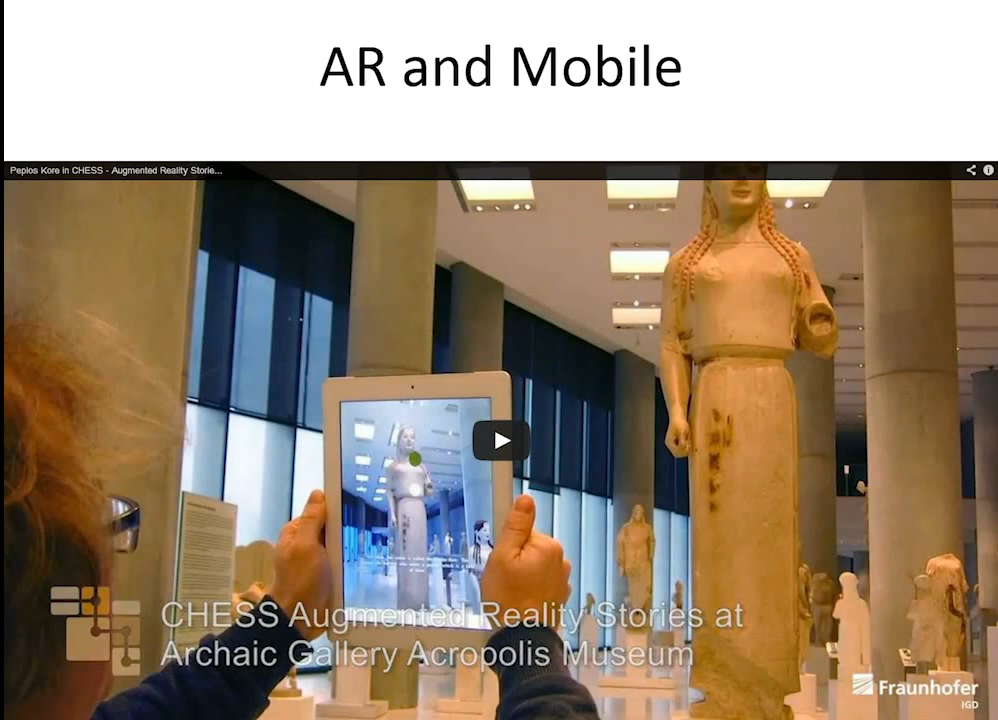 AR and Mobile
Peplos Kore in CHESS - Augmented Reality Storie...
CHESS Augmented Reality Stories at
Archaic Gallery Acropolis Museum
Fraunhofer
IGD